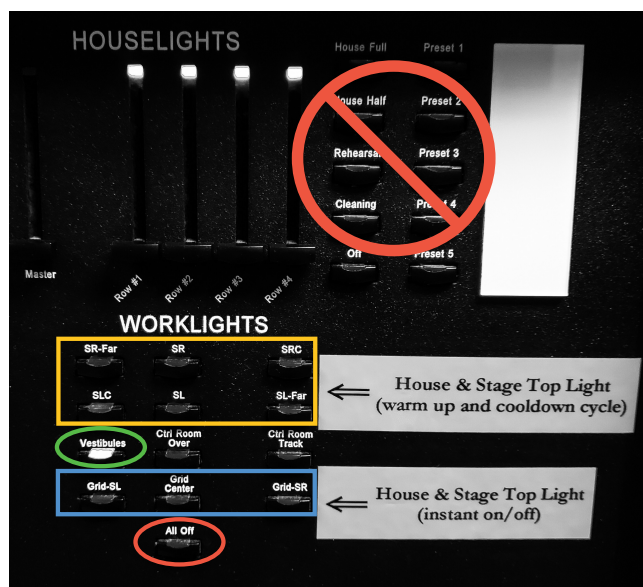 HOUSELIGHTS
House Full Preset 1
House Half Preset 2
Rehearsal Preset 3
Cleaning Preset 4
Off Preset 5
Master
Row #1 Row #2 Row #3 Row #4
WORKLIGHTS
SR-Far SR SRC
SLC SL SL-Far
House & Stage Top Light
(warm up and cooldown cycle)
Vestibules Ctrl Room Over Ctrl Room Track
Grid-SL Grid Center Grid-SR
House & Stage Top Light
(instant on/off)
All Off